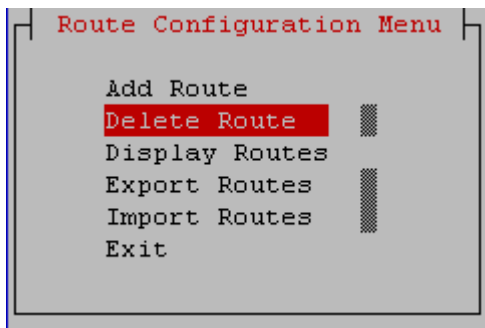 Route Configuration Menu
Add Route
Delete Route
Display Routes
Export Routes
Import Routes
Exit